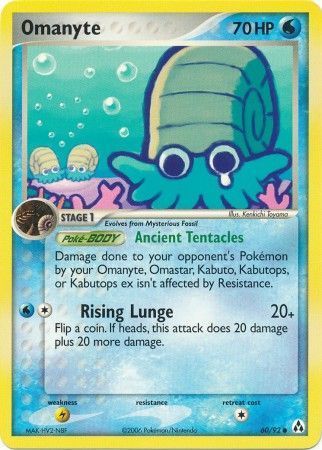 Omanyte 70 HP
Illus. Kenkichi Toyama
STAGE 1
Evolves from Mysterious Fossil
Poké-BODY Ancient Tentacles
Damage done to your opponent's Pokémon
by your Omanyte, Omastar, Kabuto, Kabutops,
or Kabutops ex isn't affected by Resistance.
Rising Lunge 20+
Flip a coin. If heads, this attack does 20 damage
plus 20 more damage.
weakness resistance retreat cost
MAK-HV2-NBF ©2006 Pokémon/Nintendo 60/92